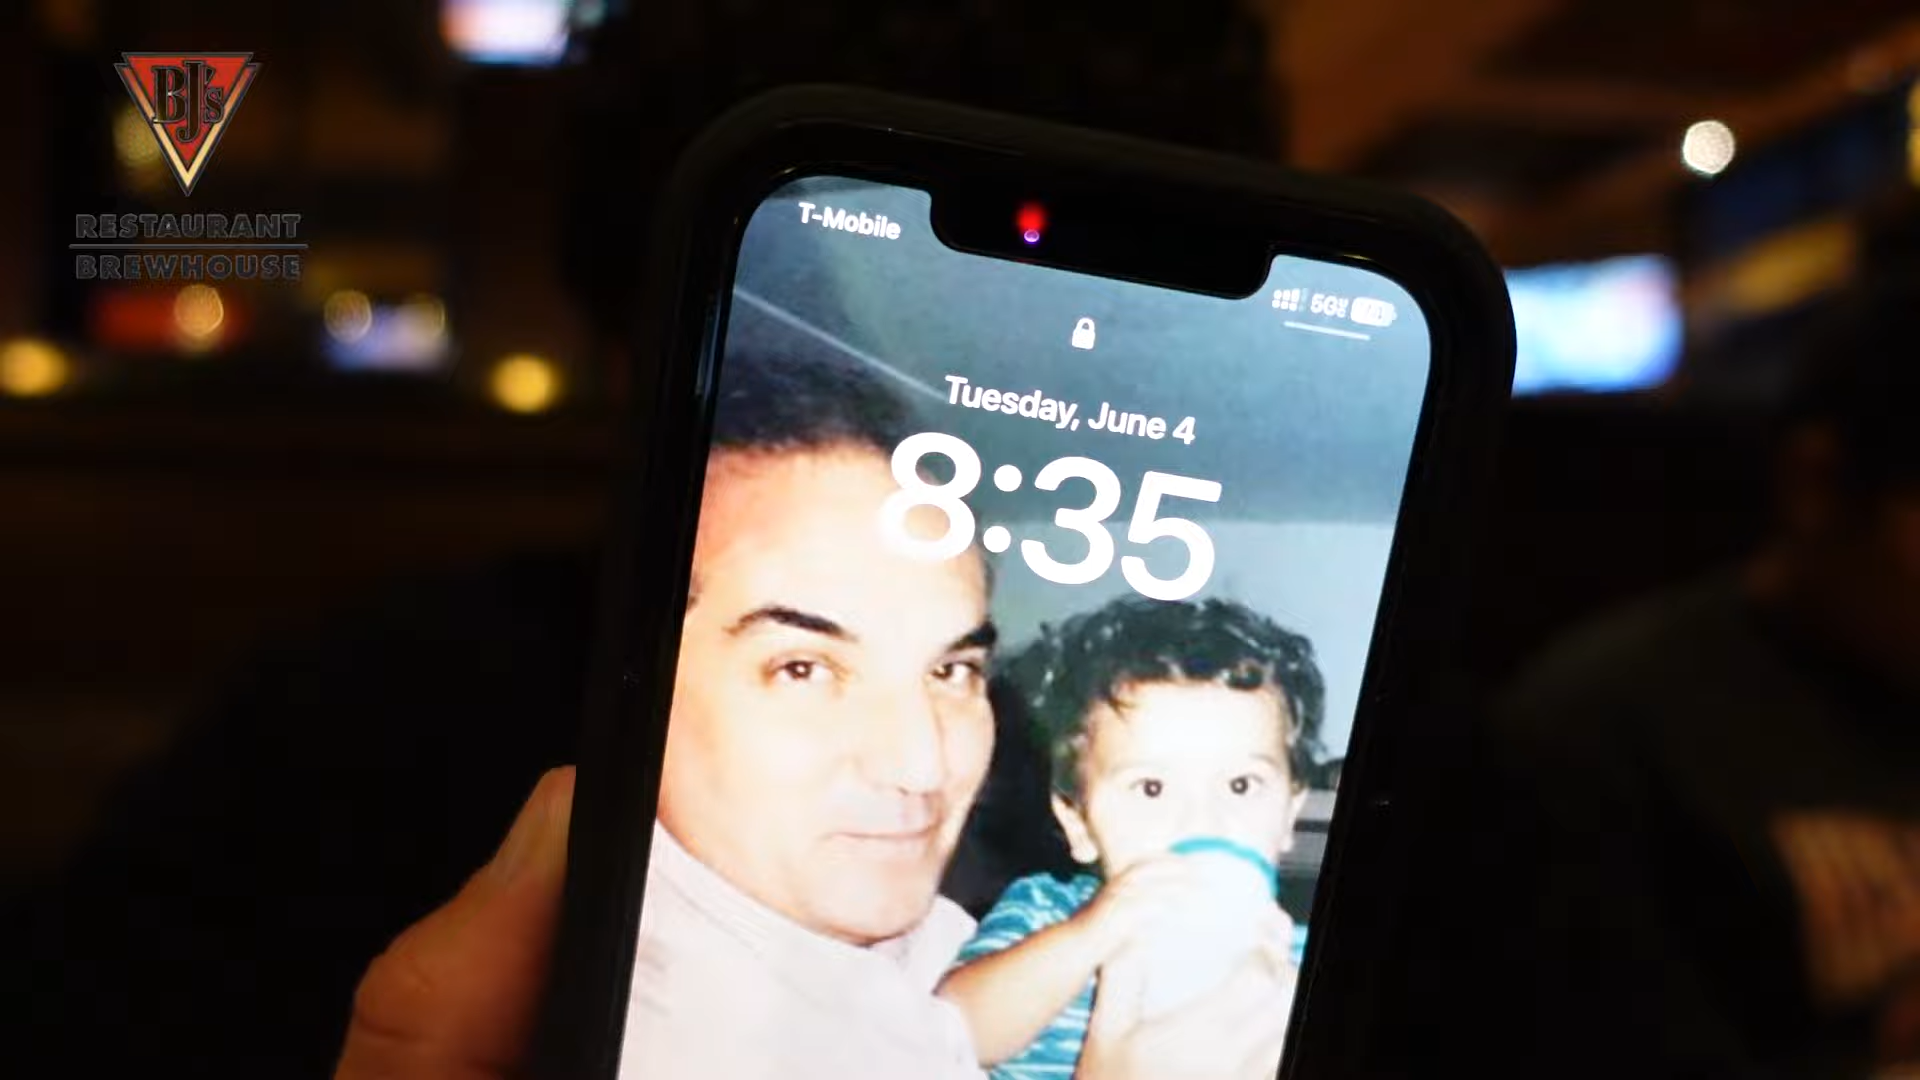 BJ's
RESTAURANT
BREWHOUSE
T-Mobile
5G
Tuesday, June 4
8:35